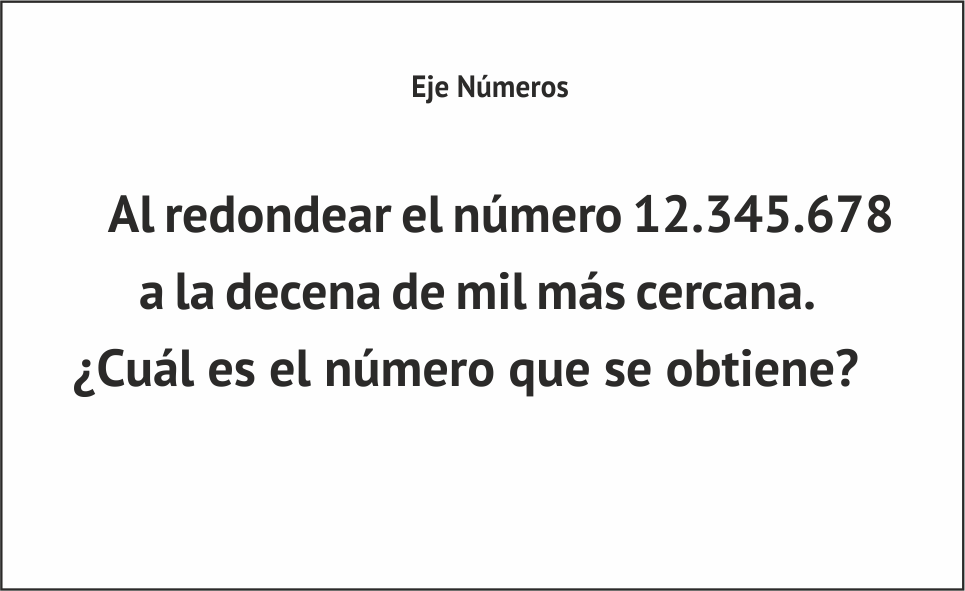 Eje Números
Al redondear el número 12.345.678
a la decena de mil más cercana.
¿Cuál es el número que se obtiene?